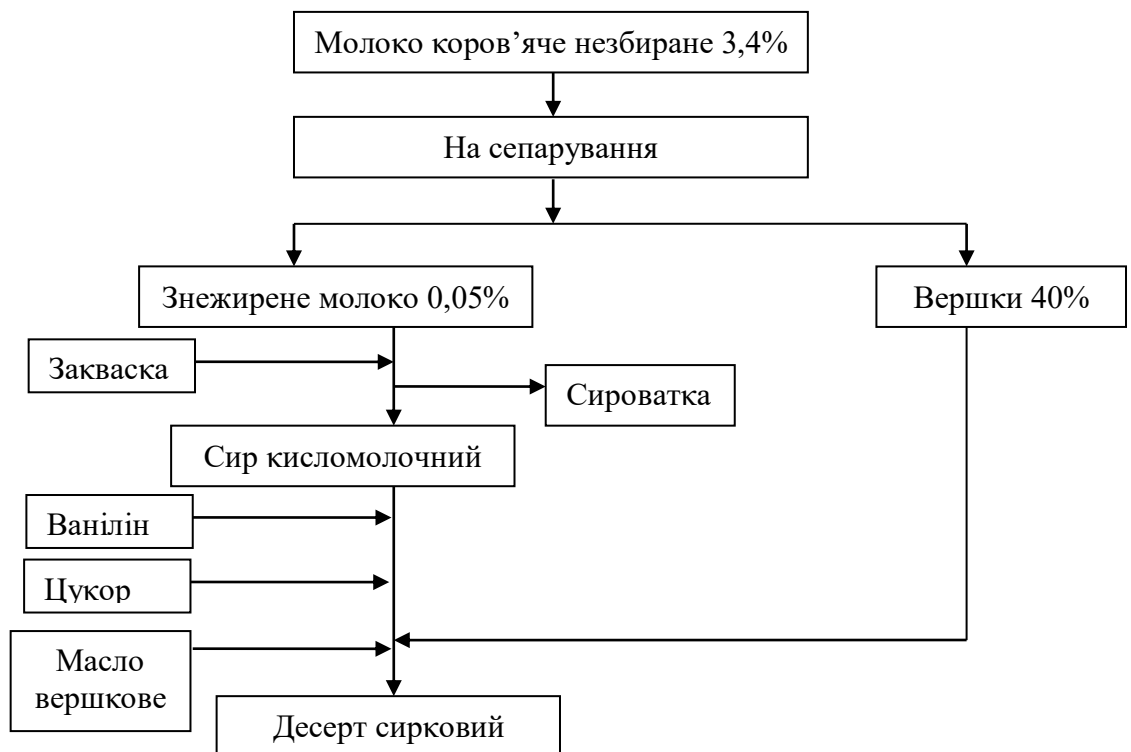 Молоко коров’яче незбиране 3,4%
На сепарування
Знежирене молоко 0,05%
Вершки 40%
Закваска
Сироватка
Сир кисломолочний
Ванілін
Цукор
Масло
вершкове
Десерт сирковий